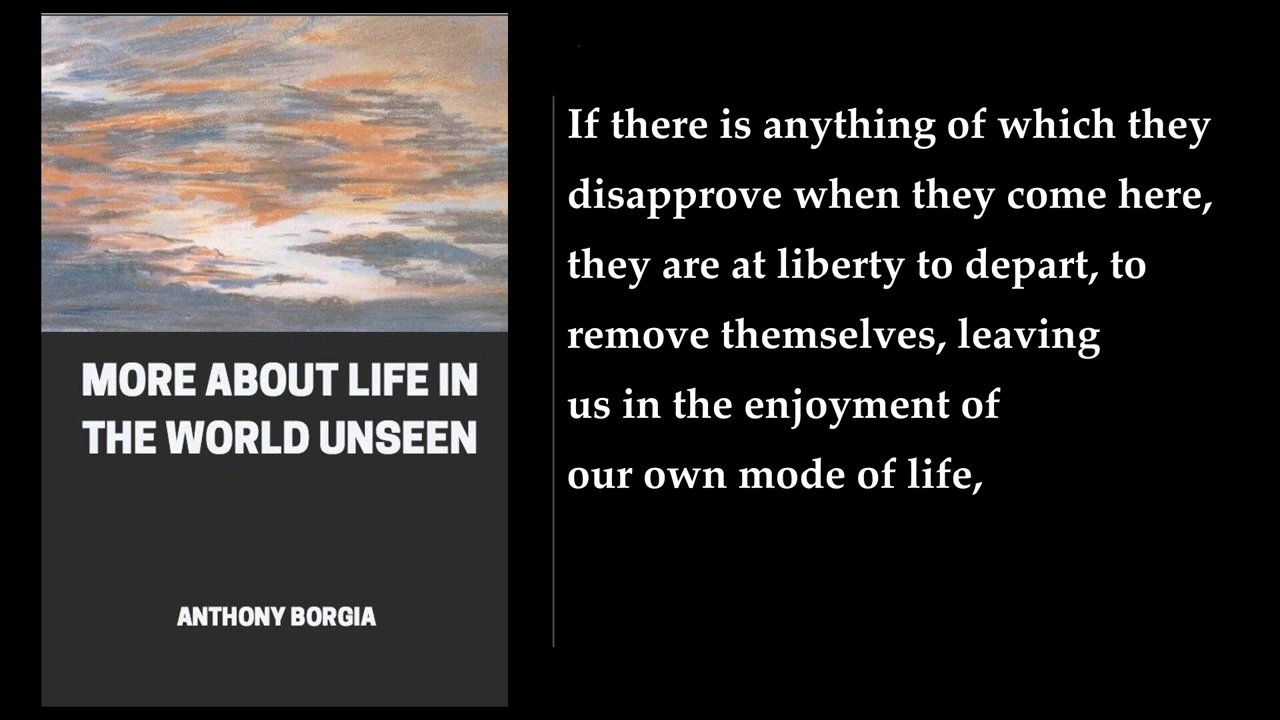 MORE ABOUT LIFE IN
THE WORLD UNSEEN
ANTHONY BORGIA
If there is anything of which they
disapprove when they come here,
they are at liberty to depart, to
remove themselves, leaving
us in the enjoyment of
our own mode of life,